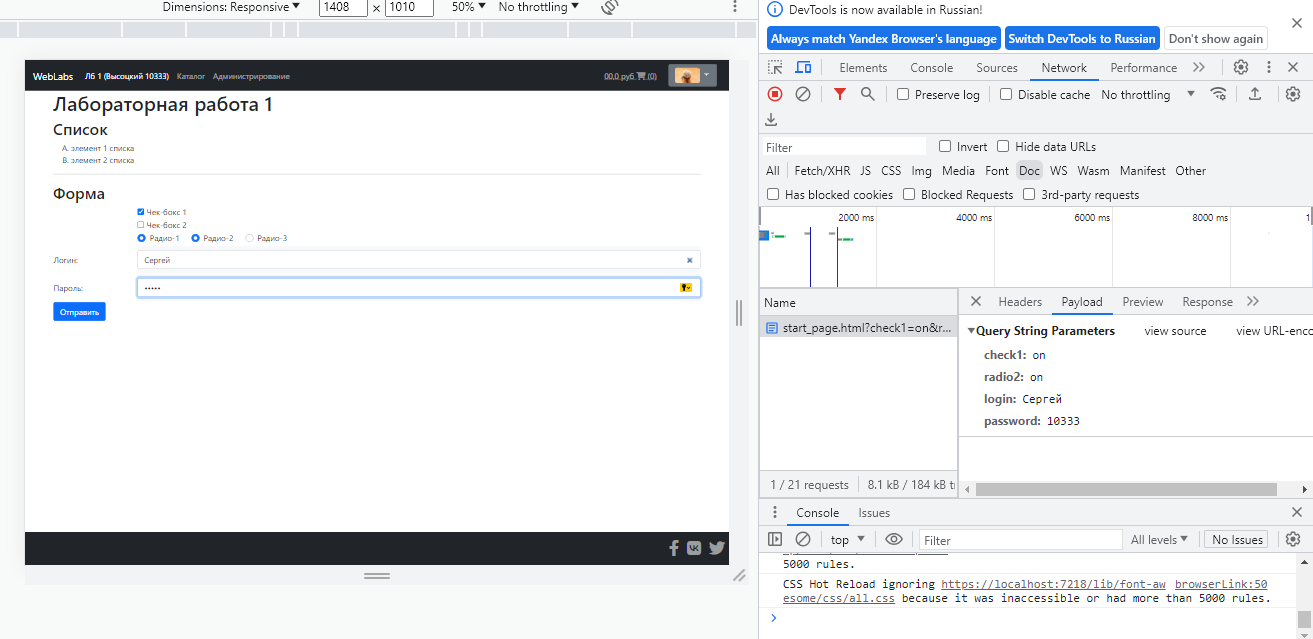 Dimensions: Responsive 1408 × 1010 50% No throttling
WebLabs Лб 1 (Высоцкий 10333) Каталог Администрирование 00,0 руб (0)
Лабораторная работа 1
Список
A. элемент 1 списка
B. элемент 2 списка
Форма
Чек-бокс 1
Чек-бокс 2
Радио-1 Радио-2 Радио-3
Логин: Сергей
Пароль: •••••
Отправить
DevTools is now available in Russian!
Always match Yandex Browser's language Switch DevTools to Russian Don't show again
Elements Console Sources Network Performance
Preserve log Disable cache No throttling
Filter Invert Hide data URLs
All Fetch/XHR JS CSS Img Media Font Doc WS Wasm Manifest Other
Has blocked cookies Blocked Requests 3rd-party requests
2000 ms 4000 ms 6000 ms 8000 ms 1
Name
start_page.html?check1=on&r...
Headers Payload Preview Response
Query String Parameters view source view URL-enco
check1: on
radio2: on
login: Сергей
password: 10333
1 / 21 requests 8.1 kB / 184 kB t
Console Issues
top Filter All levels No Issues
5000 rules.
CSS Hot Reload ignoring https://localhost:7218/lib/font-aw browserLink:50
esome/css/all.css because it was inaccessible or had more than 5000 rules.